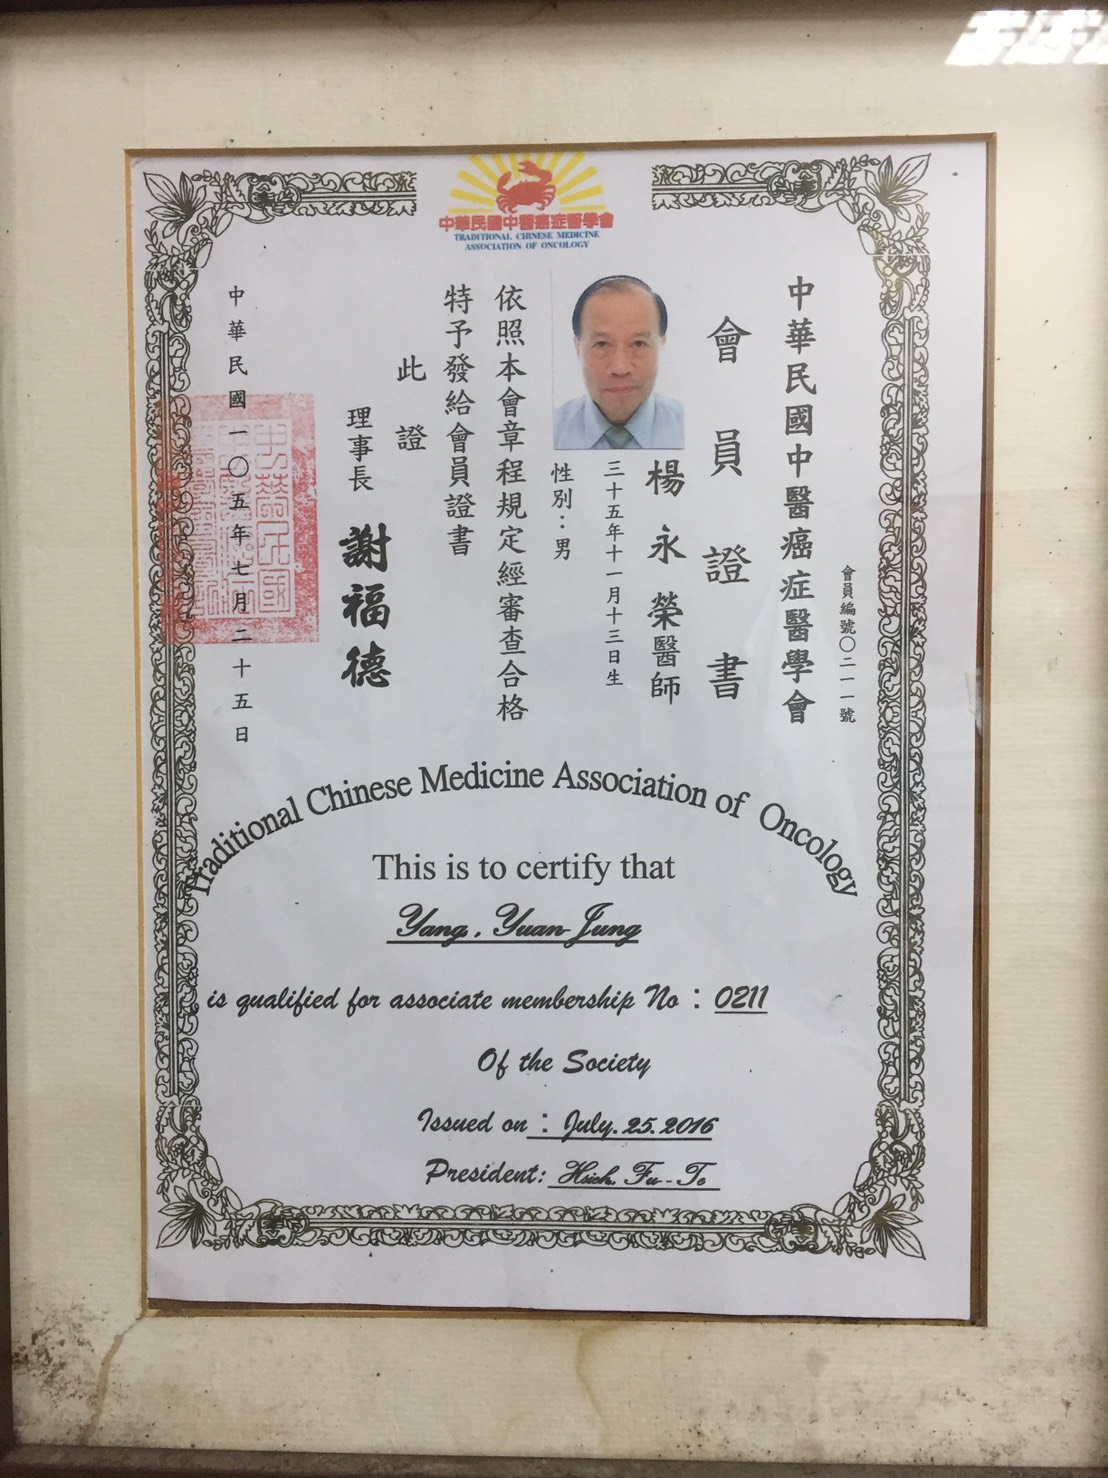 中華民國中醫癌症醫學會
TRADITIONAL CHINESE MEDICINE
ASSOCIATION OF ONCOLOGY
會員編號〇二一一號
中華民國中醫癌症醫學會
會員證書
楊永榮醫師
三十五年十一月十三日生
性別：男
依照本會章程規定經審查合格
特予發給會員證書
此證
理事長 謝福德
中華民國一〇五年七月二十五日
Traditional Chinese Medicine Association of Oncology
This is to certify that
Yang, Yuan-Jung
is qualified for associate membership No：0211
Of the Society
Issued on：July.25.2016
President: Hsieh, Fu-Te